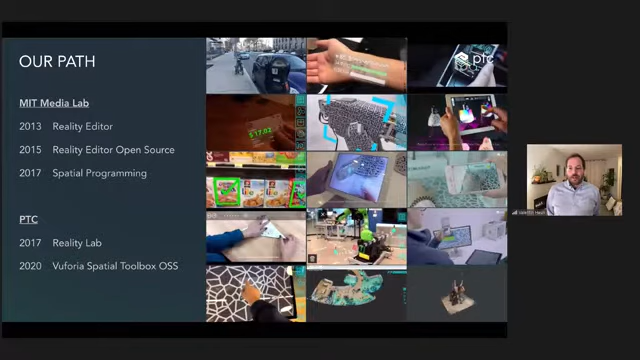 OUR PATH
MIT Media Lab
2013 Reality Editor
2015 Reality Editor Open Source
2017 Spatial Programming
PTC
2017 Reality Lab
2020 Vuforia Spatial Toolbox OSS
ptc
$17.02